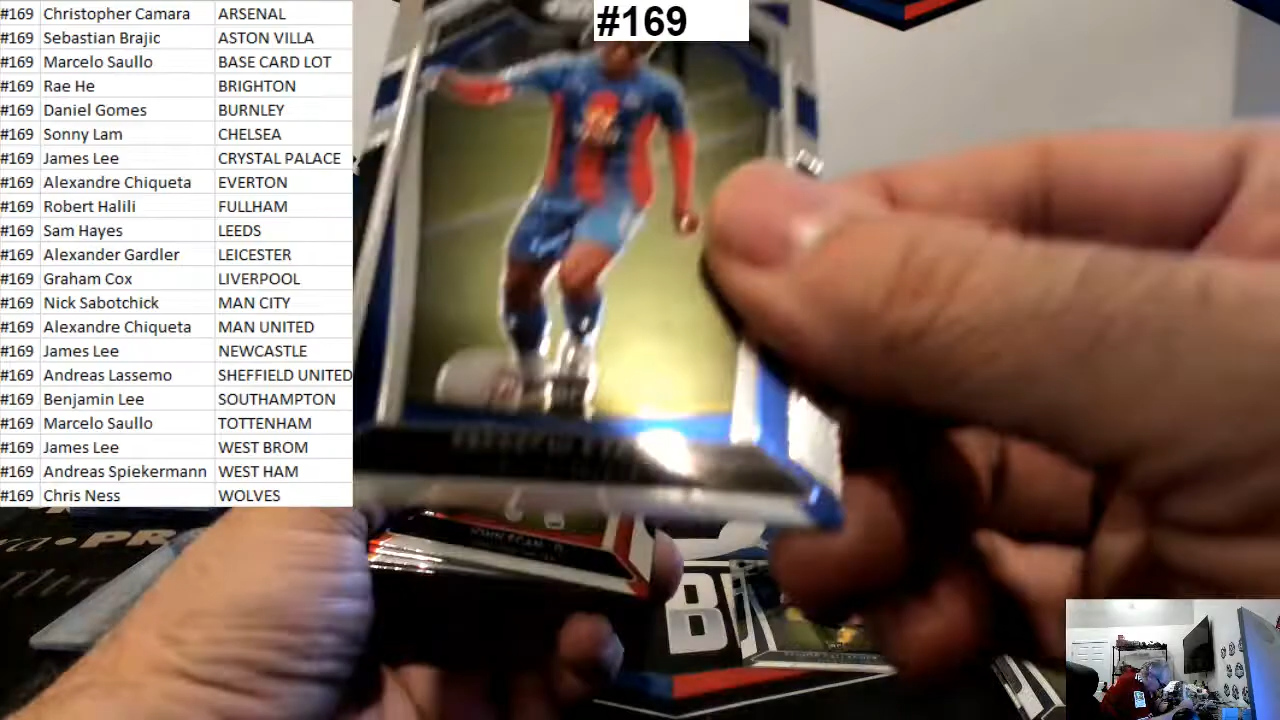 #169
#169 Christopher Camara ARSENAL
#169 Sebastian Brajic ASTON VILLA
#169 Marcelo Saullo BASE CARD LOT
#169 Rae He BRIGHTON
#169 Daniel Gomes BURNLEY
#169 Sonny Lam CHELSEA
#169 James Lee CRYSTAL PALACE
#169 Alexandre Chiqueta EVERTON
#169 Robert Halili FULLHAM
#169 Sam Hayes LEEDS
#169 Alexander Gardler LEICESTER
#169 Graham Cox LIVERPOOL
#169 Nick Sabotchick MAN CITY
#169 Alexandre Chiqueta MAN UNITED
#169 James Lee NEWCASTLE
#169 Andreas Lassemo SHEFFIELD UNITED
#169 Benjamin Lee SOUTHAMPTON
#169 Marcelo Saullo TOTTENHAM
#169 James Lee WEST BROM
#169 Andreas Spiekermann WEST HAM
#169 Chris Ness WOLVES
JOHN EGAN